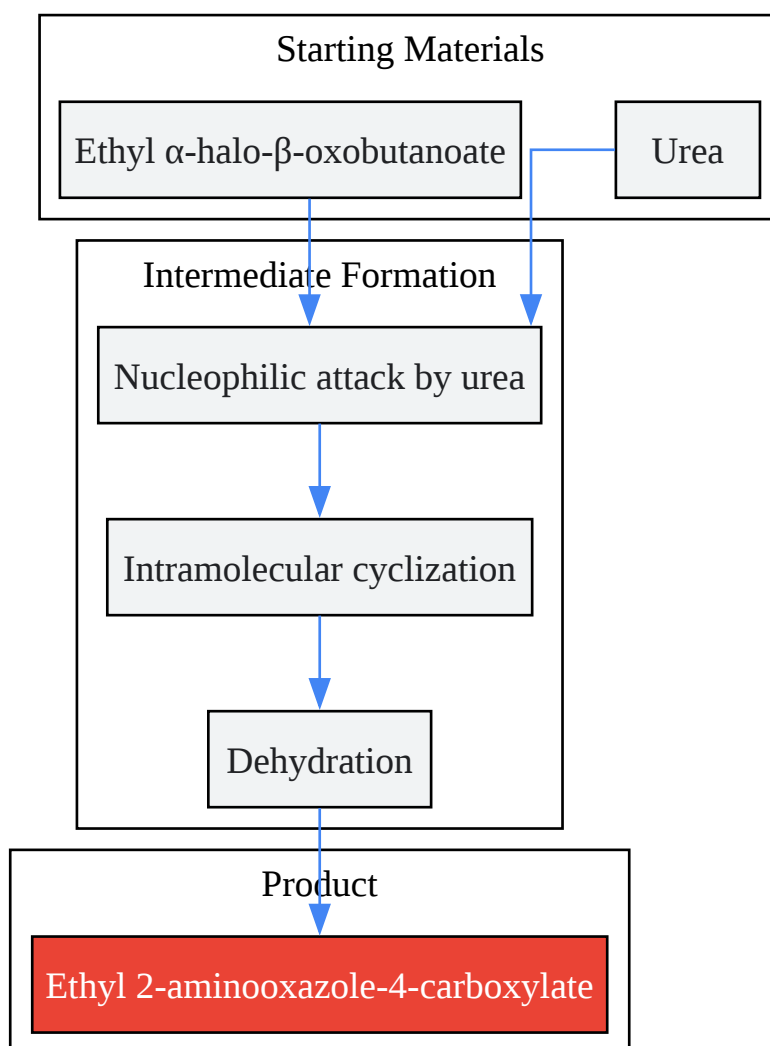 Starting Materials
Ethyl α-halo-β-oxobutanoate
Urea
Intermediate Formation
Nucleophilic attack by urea
Intramolecular cyclization
Dehydration
Product
Ethyl 2-aminooxazole-4-carboxylate